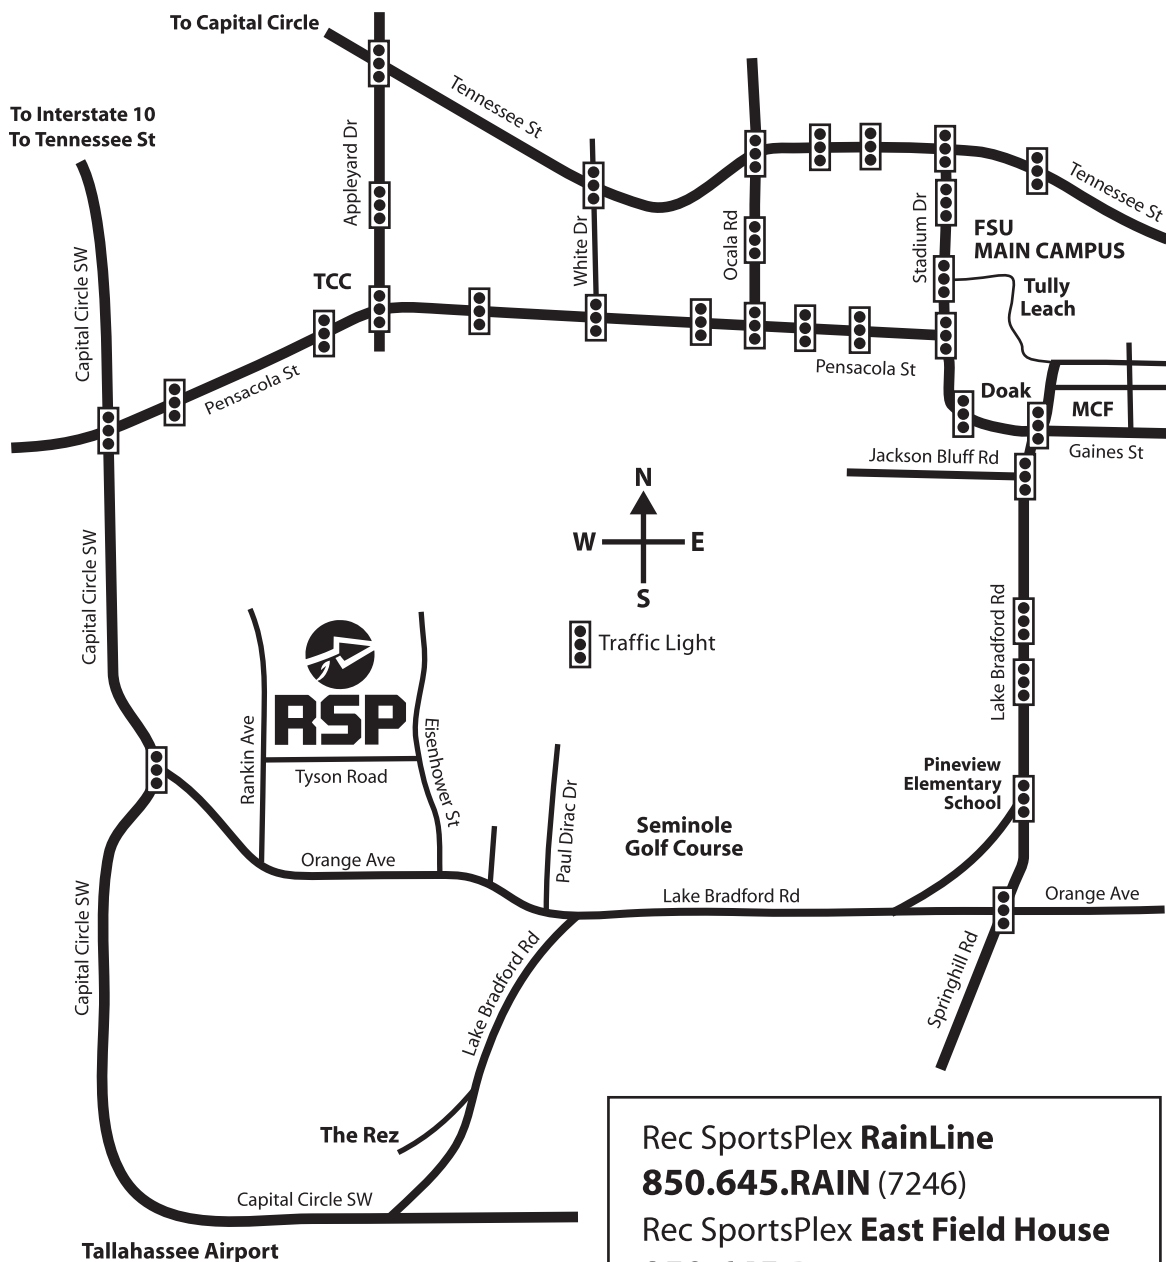 To Capital Circle
To Interstate 10
To Tennessee St
Tennessee St
Appleyard Dr
Tennessee St
Capital Circle SW
White Dr
Ocala Rd
Stadium Dr
FSU
MAIN CAMPUS
TCC
Tully
Leach
Pensacola St
Pensacola St
Doak
MCF
Gaines St
Jackson Bluff Rd
N
W
E
S
Traffic Light
Capital Circle SW
Lake Bradford Rd
RSP
Rankin Ave
Eisenhower St
Tyson Road
Paul Dirac Dr
Pineview
Elementary
School
Seminole
Golf Course
Orange Ave
Lake Bradford Rd
Orange Ave
Capital Circle SW
Lake Bradford Rd
Springhill Rd
The Rez
Capital Circle SW
Tallahassee Airport
Rec SportsPlex RainLine
850.645.RAIN (7246)
Rec SportsPlex East Field House